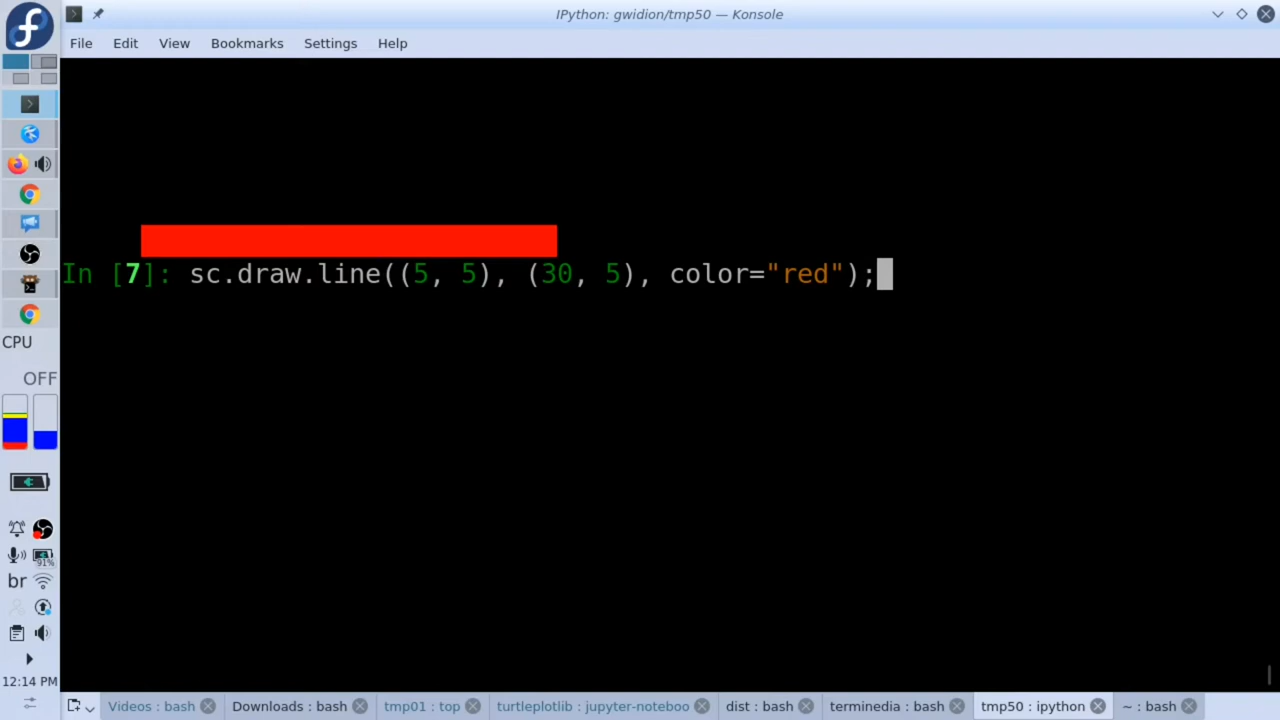 IPython: gwidion/tmp50 — Konsole
File Edit View Bookmarks Settings Help
In [7]: sc.draw.line((5, 5), (30, 5), color="red");
CPU
OFF
91%
br
12:14 PM
Videos : bash Downloads : bash tmp01 : top turtleplotlib : jupyter-noteboo dist : bash terminedia : bash tmp50 : ipython ~ : bash